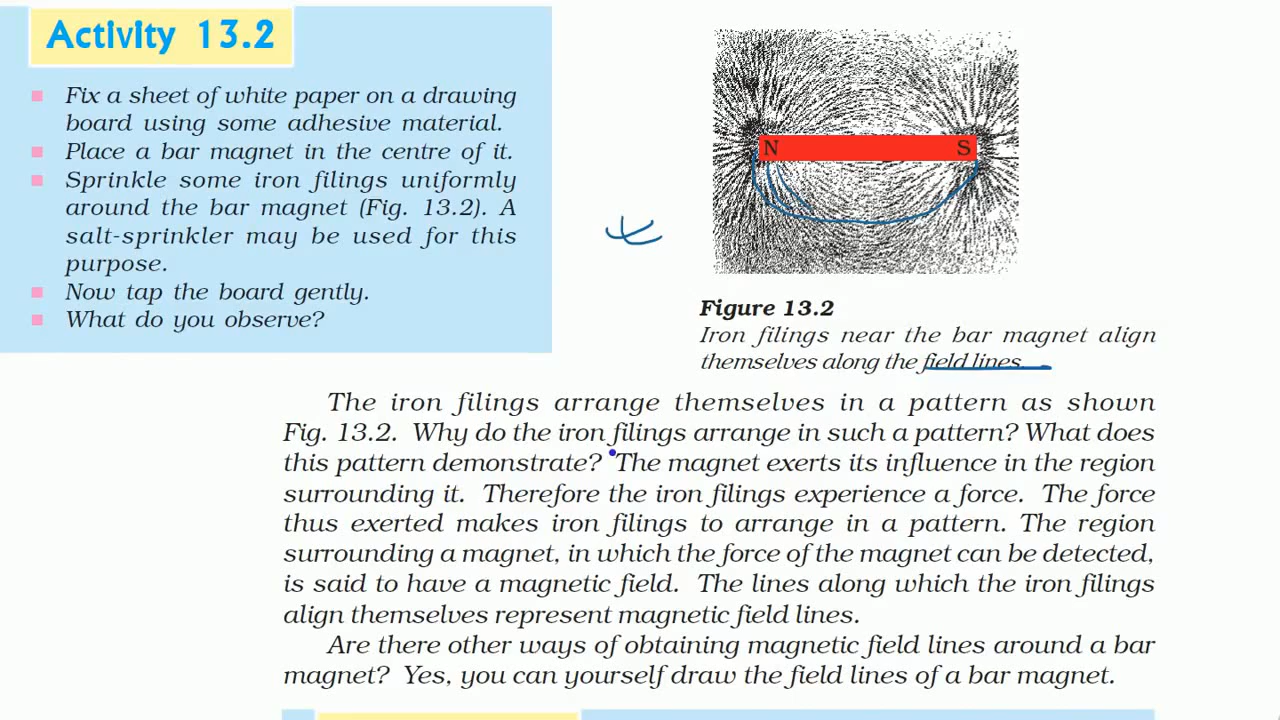 Activity 13.2
Fix a sheet of white paper on a drawing
board using some adhesive material.
Place a bar magnet in the centre of it.
Sprinkle some iron filings uniformly
around the bar magnet (Fig. 13.2). A
salt-sprinkler may be used for this
purpose.
Now tap the board gently.
What do you observe?
N S
Figure 13.2
Iron filings near the bar magnet align
themselves along the field lines.
The iron filings arrange themselves in a pattern as shown
Fig. 13.2. Why do the iron filings arrange in such a pattern? What does
this pattern demonstrate? The magnet exerts its influence in the region
surrounding it. Therefore the iron filings experience a force. The force
thus exerted makes iron filings to arrange in a pattern. The region
surrounding a magnet, in which the force of the magnet can be detected,
is said to have a magnetic field. The lines along which the iron filings
align themselves represent magnetic field lines.
Are there other ways of obtaining magnetic field lines around a bar
magnet? Yes, you can yourself draw the field lines of a bar magnet.